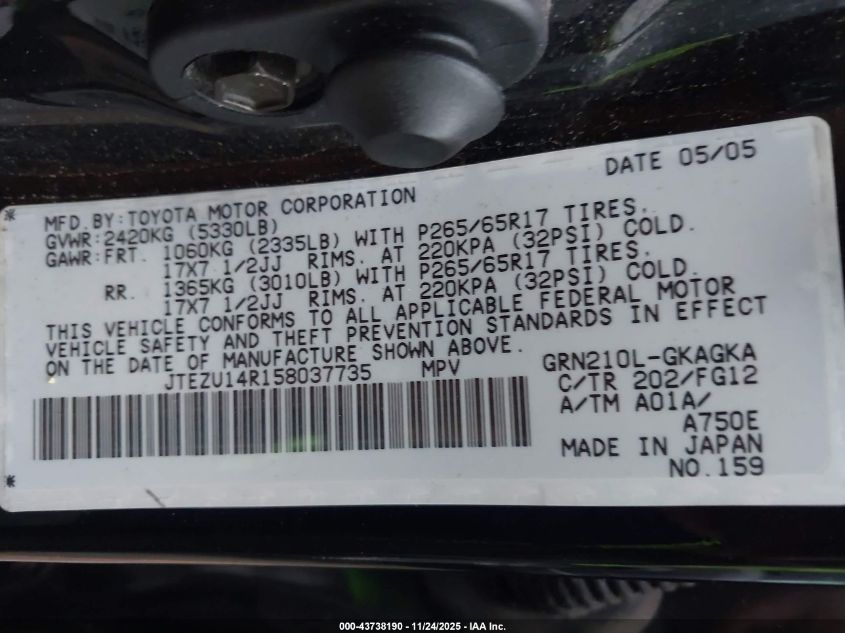 DATE 05/05
MFD.BY:TOYOTA MOTOR CORPORATION
GVWR:2420KG (5330LB)
GAWR:FRT. 1060KG (2335LB) WITH P265/65R17 TIRES.
17X7 1/2JJ RIMS. AT 220KPA (32PSI) COLD.
RR. 1365KG (3010LB) WITH P265/65R17 TIRES.
17X7 1/2JJ RIMS. AT 220KPA (32PSI) COLD.
THIS VEHICLE CONFORMS TO ALL APPLICABLE FEDERAL MOTOR
VEHICLE SAFETY AND THEFT PREVENTION STANDARDS IN EFFECT
ON THE DATE OF MANUFACTURE SHOWN ABOVE.
JTEZU14R158037735 MPV
GRN210L-GKAGKA
C/TR 202/FG12
A/TM A01A/
A750E
MADE IN JAPAN
NO.159
000-43738190 - 11/24/2025 - IAA Inc.